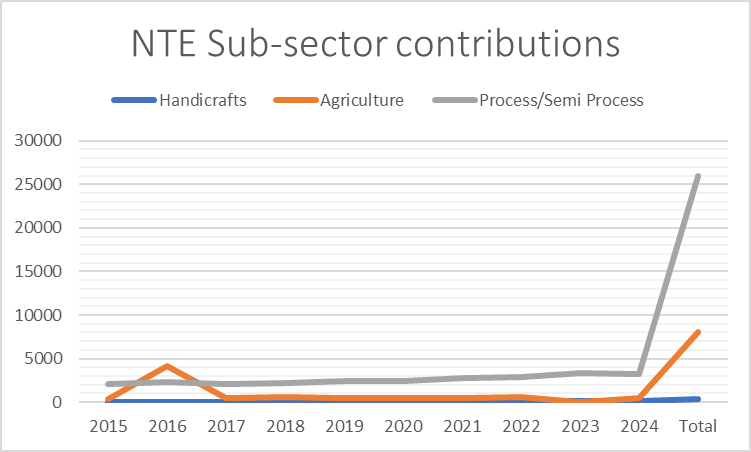 NTE Sub-sector contributions
Handicrafts Agriculture Process/Semi Process
30000
25000
20000
15000
10000
5000
0
2015 2016 2017 2018 2019 2020 2021 2022 2023 2024 Total